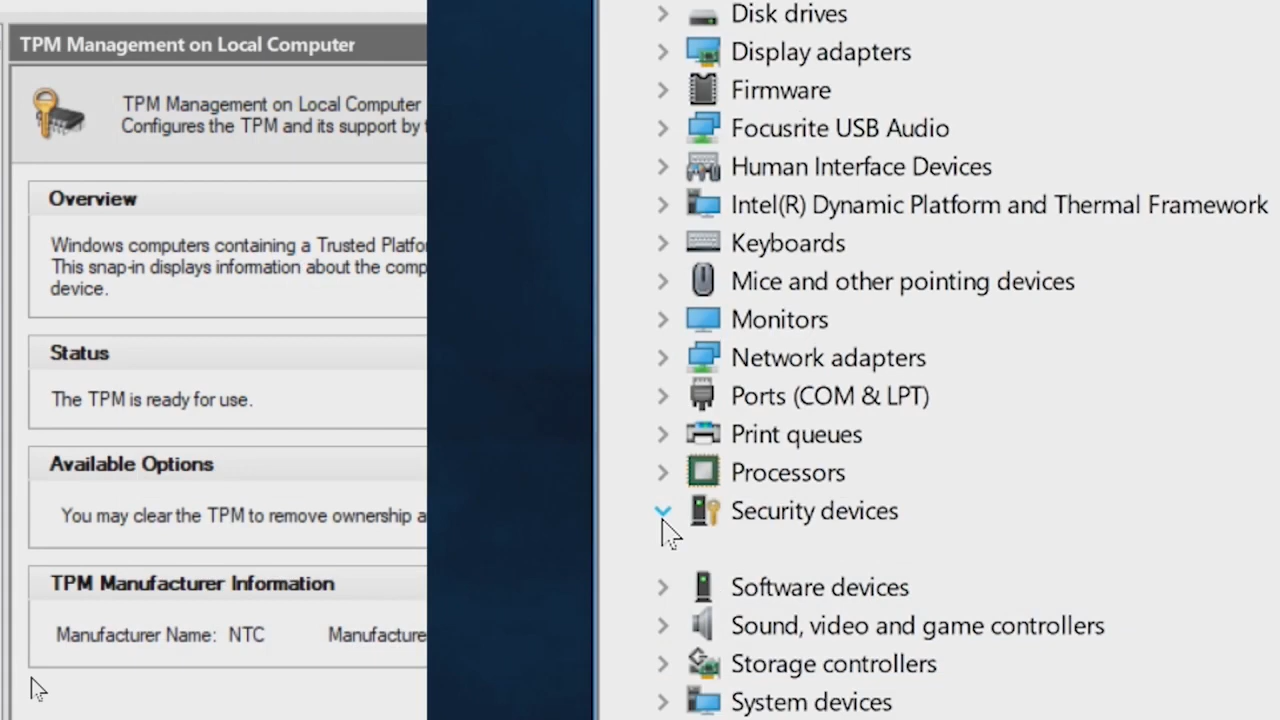 TPM Management on Local Computer
TPM Management on Local Computer
Configures the TPM and its support by
Overview
Windows computers containing a Trusted Platfo
This snap-in displays information about the comp
device.
Status
The TPM is ready for use.
Available Options
You may clear the TPM to remove ownership a
TPM Manufacturer Information
Manufacturer Name: NTC Manufacture
Disk drives
Display adapters
Firmware
Focusrite USB Audio
Human Interface Devices
Intel(R) Dynamic Platform and Thermal Framework
Keyboards
Mice and other pointing devices
Monitors
Network adapters
Ports (COM & LPT)
Print queues
Processors
Security devices
Software devices
Sound, video and game controllers
Storage controllers
System devices